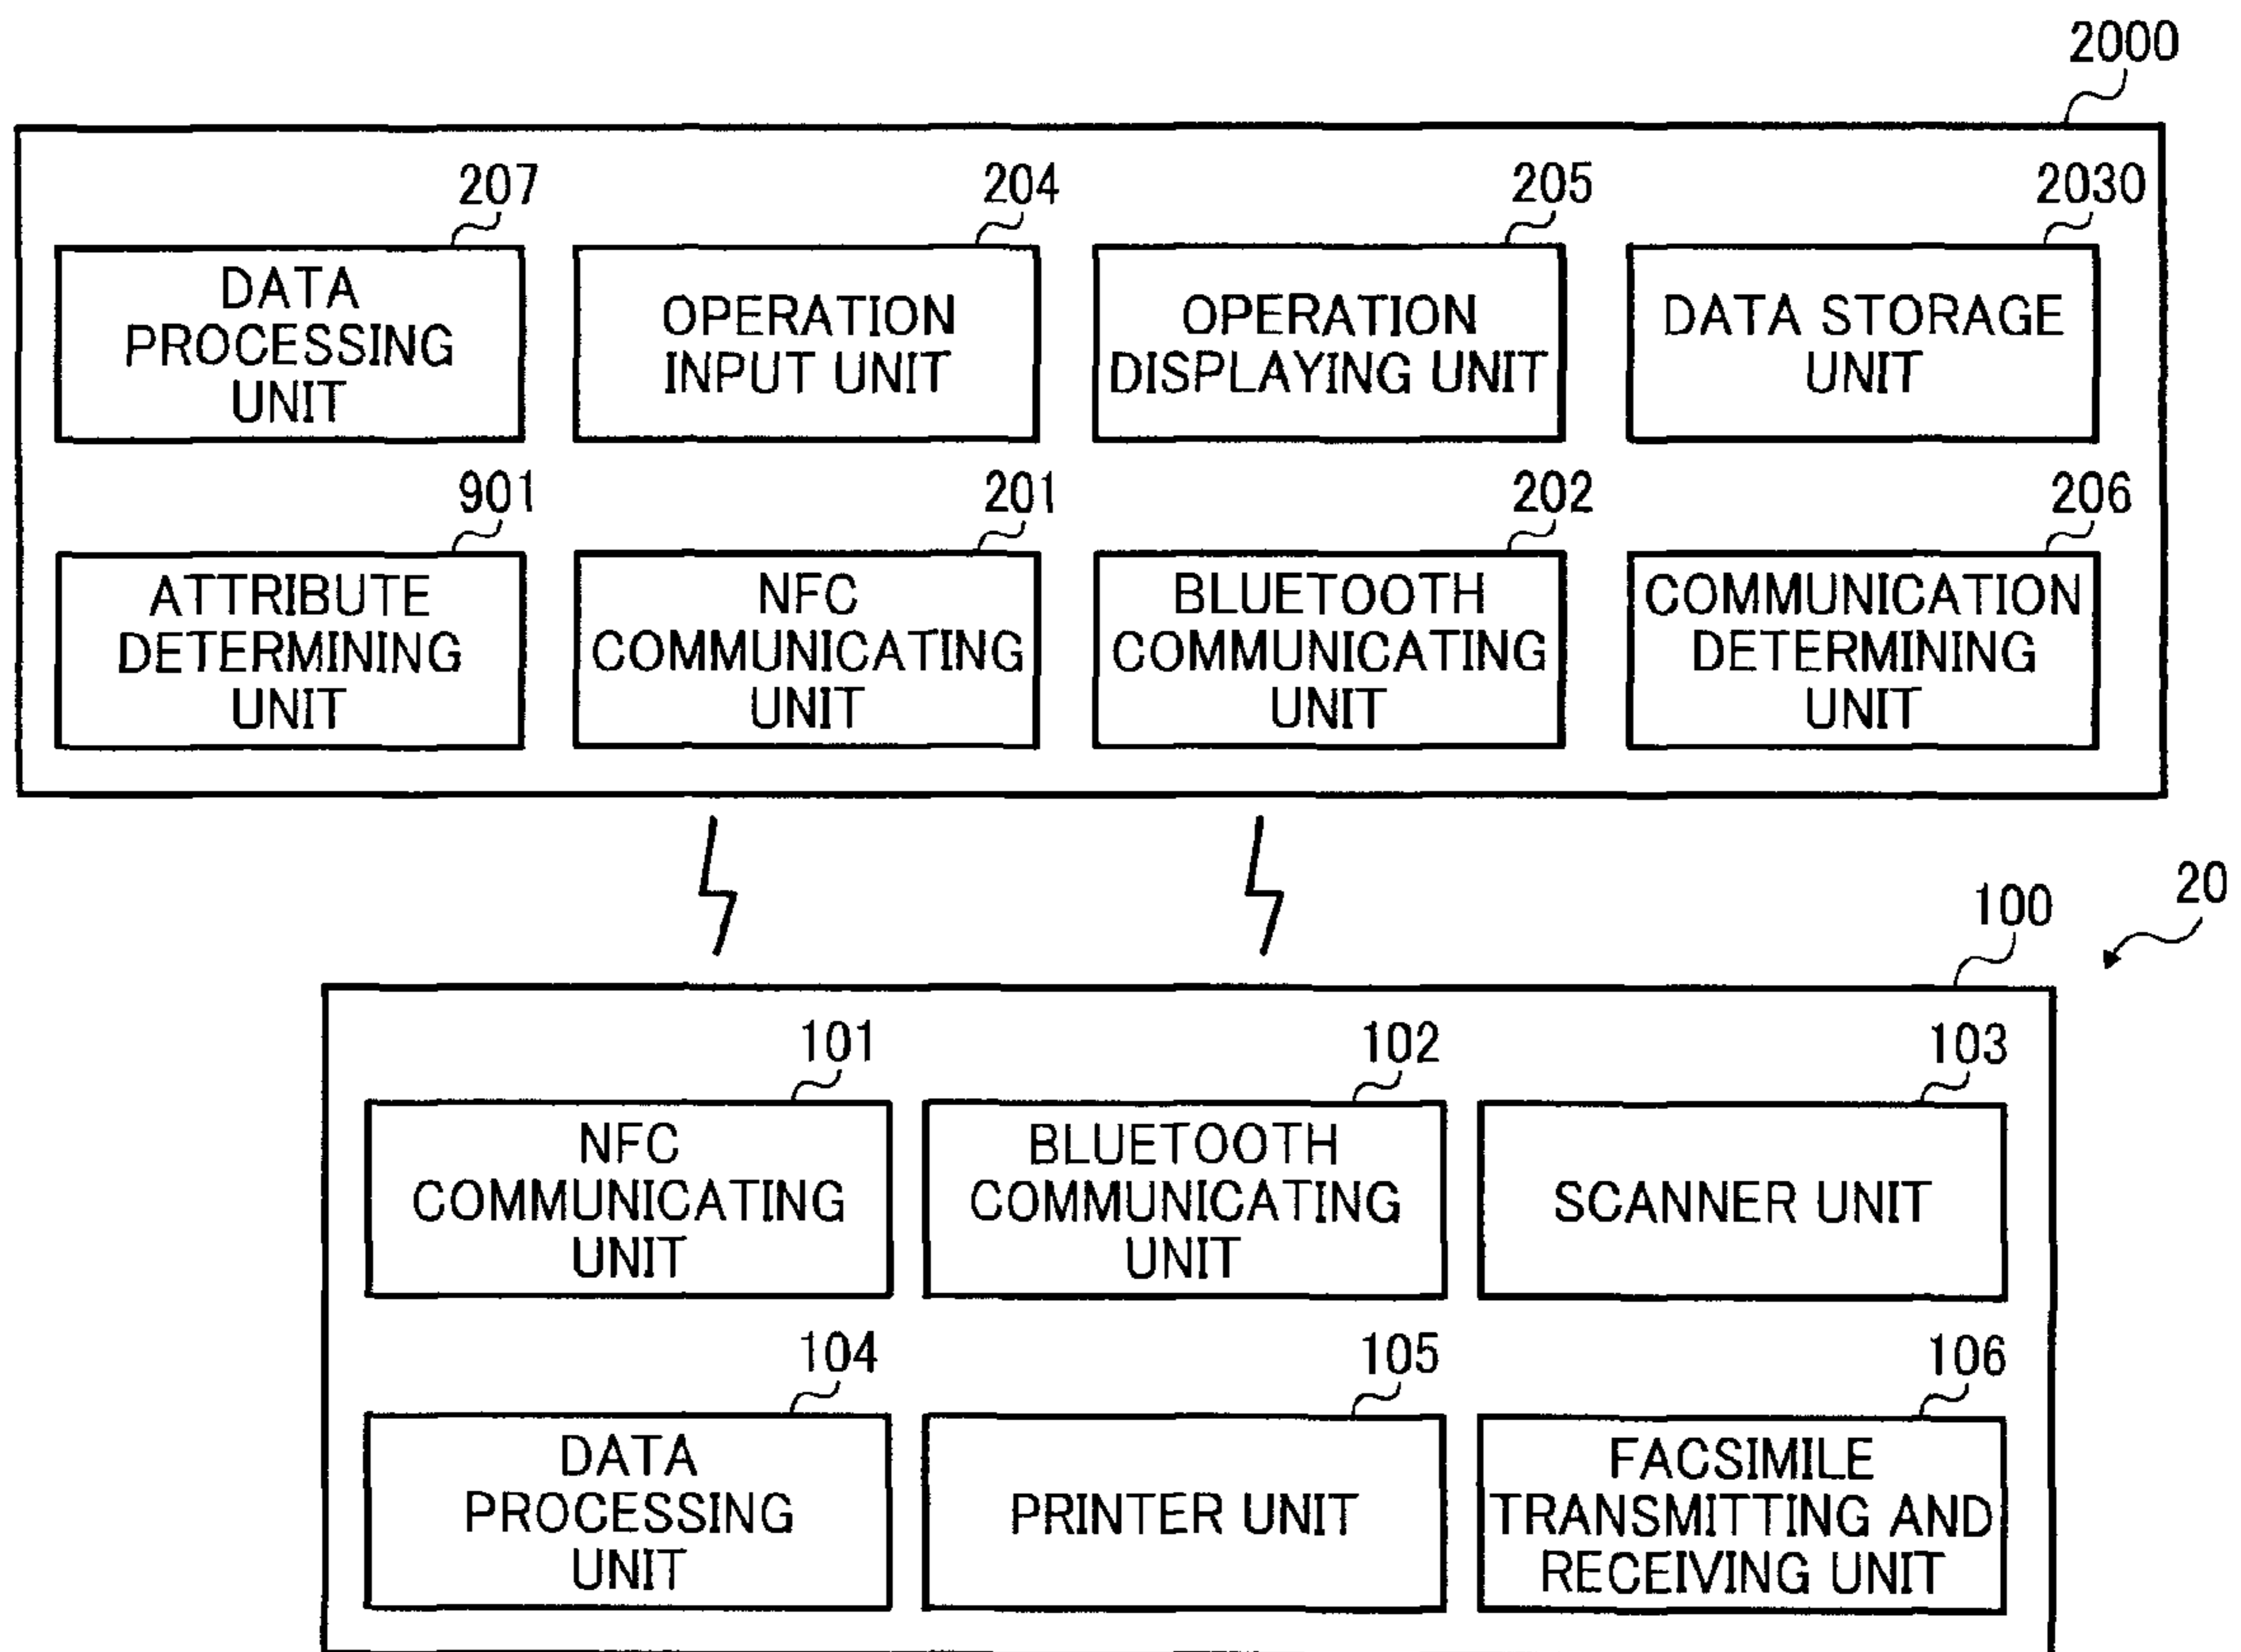 2000
207
204
205
2030
DATA
PROCESSING
UNIT
OPERATION
INPUT UNIT
OPERATION
DISPLAYING UNIT
DATA STORAGE
UNIT
901
201
202
206
ATTRIBUTE
DETERMINING
UNIT
NFC
COMMUNICATING
UNIT
BLUETOOTH
COMMUNICATING
UNIT
COMMUNICATION
DETERMINING
UNIT
20
100
101
102
103
NFC
COMMUNICATING
UNIT
BLUETOOTH
COMMUNICATING
UNIT
SCANNER UNIT
104
105
106
DATA
PROCESSING
UNIT
PRINTER UNIT
FACSIMILE
TRANSMITTING AND
RECEIVING UNIT